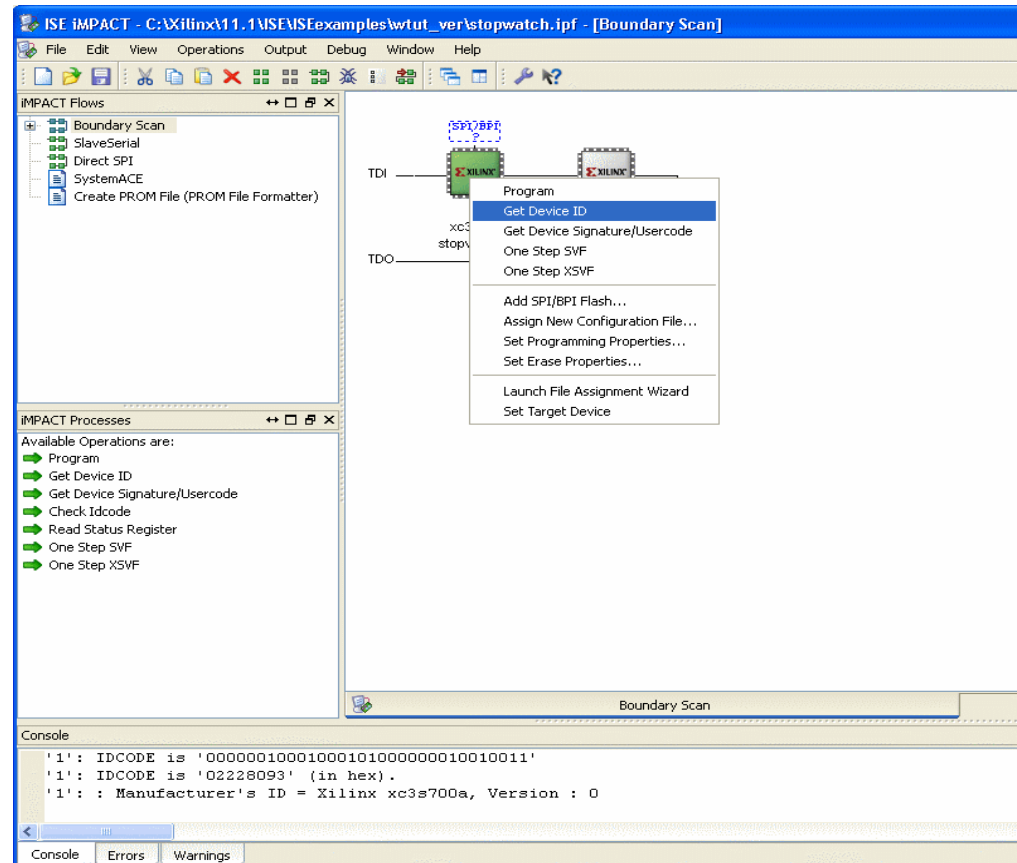 ISE iMPACT - C:\Xilinx\11.1\ISE\ISEexamples\wtut_ver\stopwatch.ipf - [Boundary Scan]
File Edit View Operations Output Debug Window Help
iMPACT Flows
Boundary Scan
SlaveSerial
Direct SPI
SystemACE
Create PROM File (PROM File Formatter)
SPI/BPI
?
TDI
XILINX
XILINX
xc3
stopv
TDO
Program
Get Device ID
Get Device Signature/Usercode
One Step SVF
One Step XSVF
Add SPI/BPI Flash...
Assign New Configuration File...
Set Programming Properties...
Set Erase Properties...
Launch File Assignment Wizard
Set Target Device
iMPACT Processes
Available Operations are:
Program
Get Device ID
Get Device Signature/Usercode
Check Idcode
Read Status Register
One Step SVF
One Step XSVF
Boundary Scan
Console
'1': IDCODE is '00000010001000101000000010010011'
'1': IDCODE is '02228093' (in hex).
'1': : Manufacturer's ID = Xilinx xc3s700a, Version : 0
Console Errors Warnings